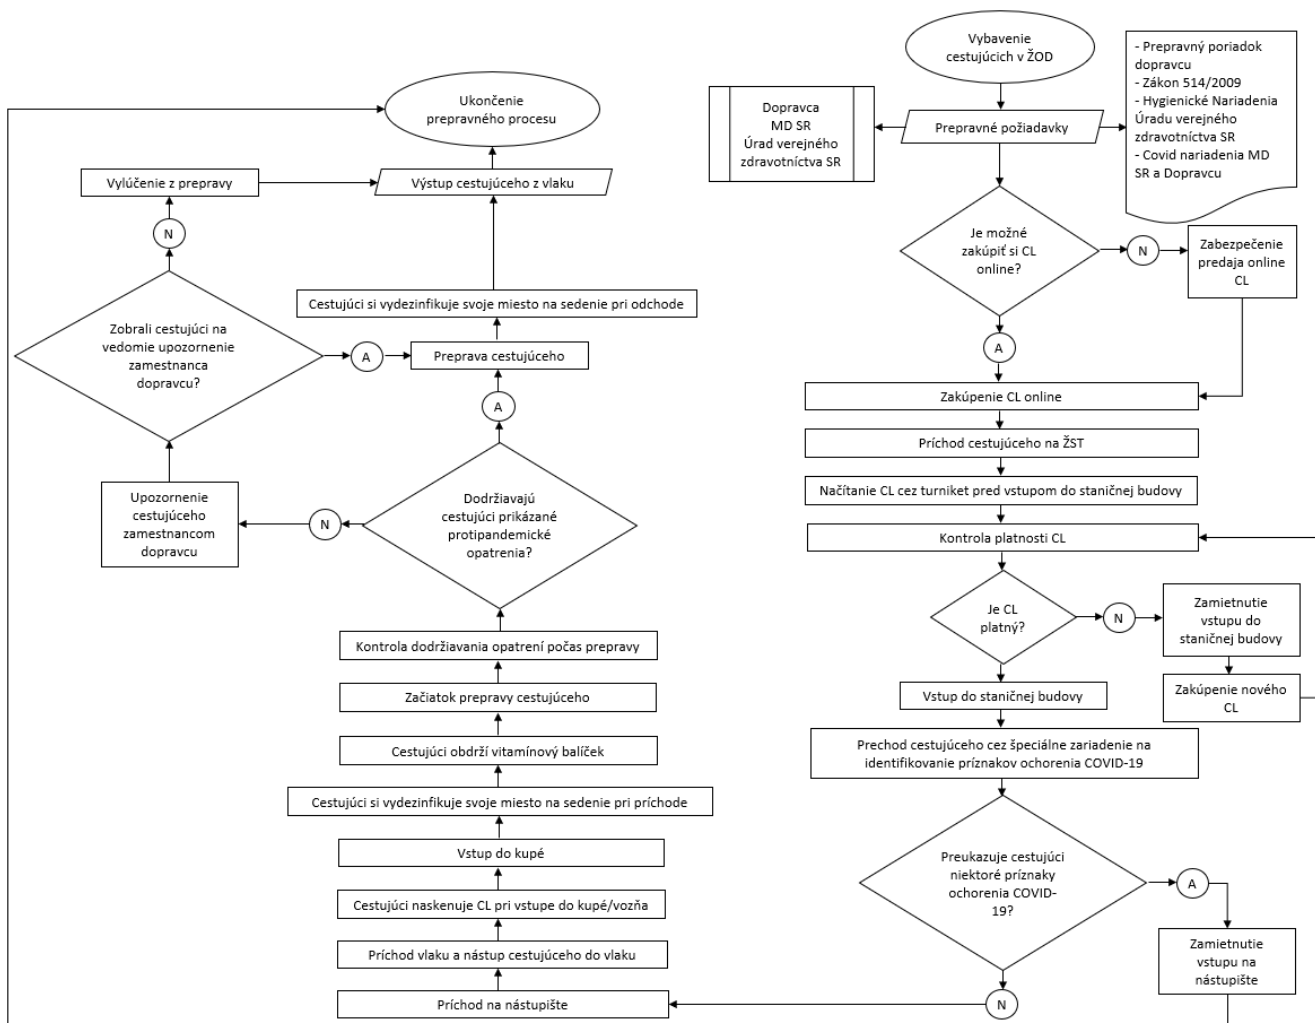 Vybavenie
cestujúcich v ŽOD
- Prepravný poriadok
dopravcu
- Zákon 514/2009
- Hygienické Nariadenia
Úradu verejného
zdravotníctva SR
- Covid nariadenia MD
SR a Dopravcu
Dopravca
MD SR
Úrad verejného
zdravotníctva SR
Prepravné požiadavky
Je možné
zakúpiť si CL
online?
N
Zabezpečenie
predaja online
CL
A
Zakúpenie CL online
Príchod cestujúceho na ŽST
Načítanie CL cez turniket pred vstupom do staničnej budovy
Kontrola platnosti CL
Je CL
platný?
N
Zamietnutie
vstupu do
staničnej budovy
Zakúpenie nového
CL
Vstup do staničnej budovy
Prechod cestujúceho cez špeciálne zariadenie na
identifikovanie príznakov ochorenia COVID-19
Preukazuje cestujúci
niektoré príznaky
ochorenia COVID-
19?
A
Zamietnutie
vstupu na
nástupište
N
Príchod na nástupište
Príchod vlaku a nástup cestujúceho do vlaku
Cestujúci naskenuje CL pri vstupe do kupé/vozňa
Vstup do kupé
Cestujúci si vydezinfikuje svoje miesto na sedenie pri príchode
Cestujúci obdrží vitamínový balíček
Začiatok prepravy cestujúceho
Kontrola dodržiavania opatrení počas prepravy
Dodržiavajú
cestujúci prikázané
protipandemické
opatrenia?
N
Upozornenie
cestujúceho
zamestnancom
dopravcu
A
Zobrali cestujúci na
vedomie upozornenie
zamestnanca
dopravcu?
A
Preprava cestujúceho
Cestujúci si vydezinfikuje svoje miesto na sedenie pri odchode
N
Vylúčenie z prepravy
Výstup cestujúceho z vlaku
Ukončenie
prepravného procesu